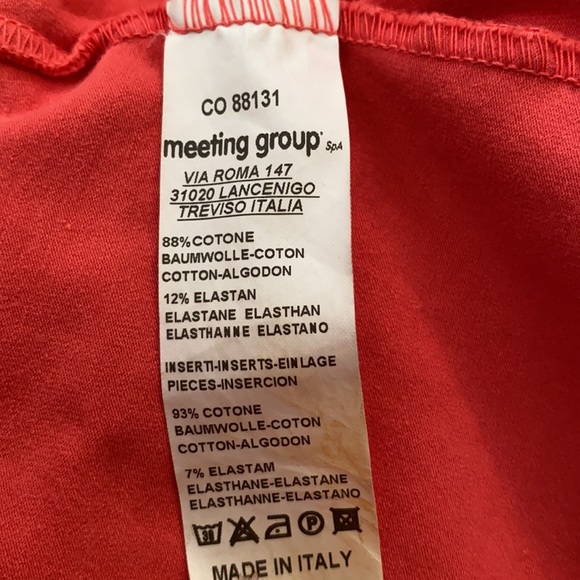 CO 88131
meeting group SpA
VIA ROMA 147
31020 LANCENIGO
TREVISO ITALIA
88% COTONE
BAUMWOLLE-COTON
COTTON-ALGODON
12% ELASTAN
ELASTANE ELASTHAN
ELASTHANNE ELASTANO
INSERTI-INSERTS-EINLAGE
PIECES-INSERCION
93% COTONE
BAUMWOLLE-COTON
COTTON-ALGODON
7% ELASTAM
ELASTHANE-ELASTANE
ELASTHANNE-ELASTANO
30 P
MADE IN ITALY